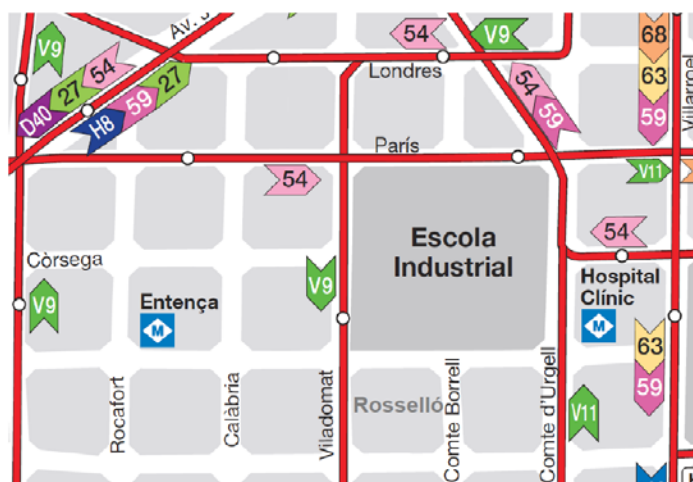 Av. J
V9
54
27
D40
27
59
H8
54
V9
Londres
54
59
68
63
59
Villarroel
París
54
V11
Escola
Industrial
54
Còrsega
V9
Entença
M
V9
Hospital
Clínic
M
63
59
Rocafort
Calàbria
Viladomat
Rosselló
Comte Borrell
Comte d'Urgell
V11